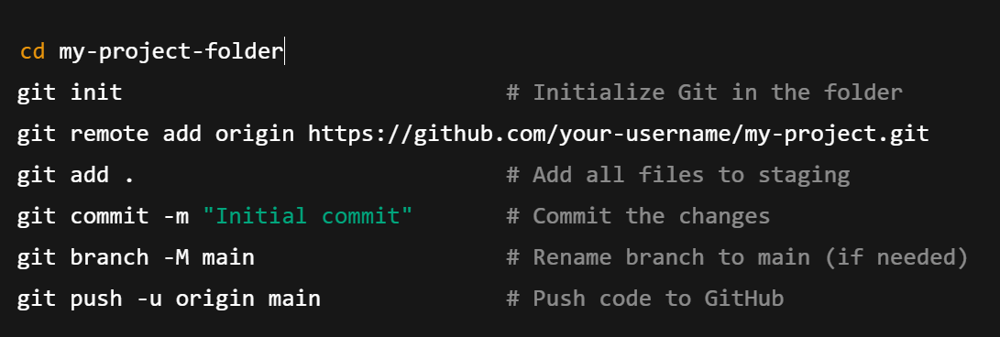 cd my-project-folder
git init # Initialize Git in the folder
git remote add origin https://github.com/your-username/my-project.git
git add . # Add all files to staging
git commit -m "Initial commit" # Commit the changes
git branch -M main # Rename branch to main (if needed)
git push -u origin main # Push code to GitHub